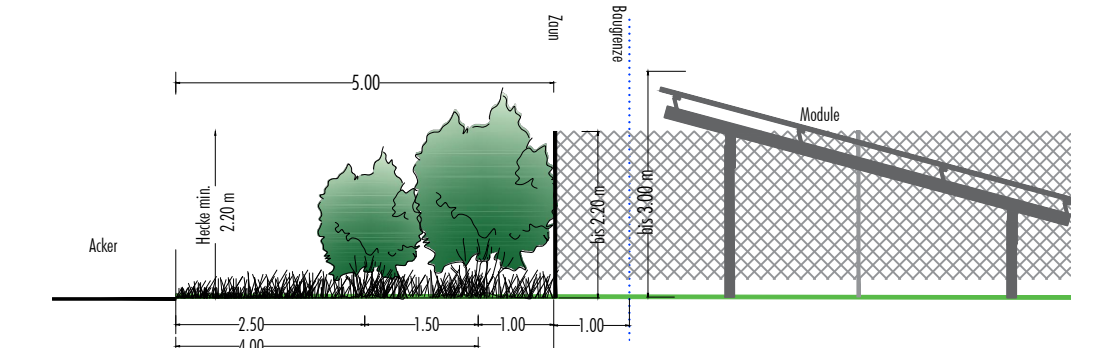 Zaun
Baugrenze
5.00
Module
Hecke min.
2.20 m
bis 2.20 m
bis 3.00 m
Acker
2.50
1.50
1.00
1.00
4.00